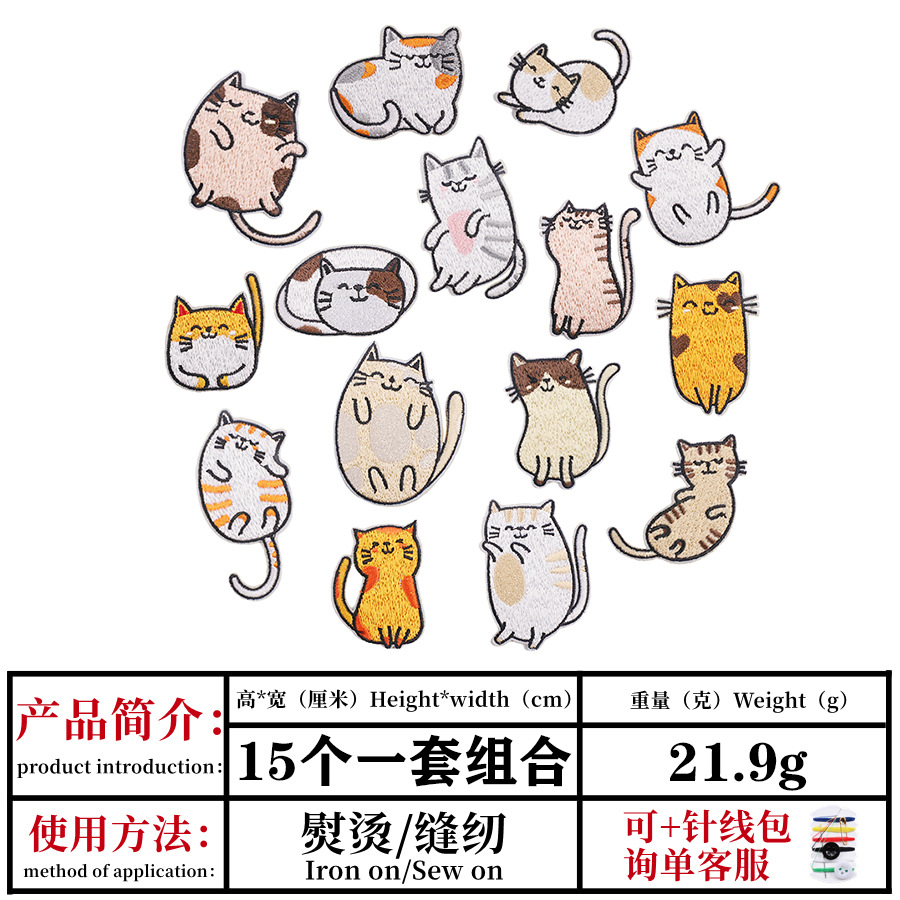 产品简介：
product introduction:
高*宽（厘米）Height*width（cm）
重量（克）Weight（g）
15个一套组合
21.9g
使用方法：
method of application:
熨烫/缝纫
Iron on/Sew on
可+针线包
询单客服